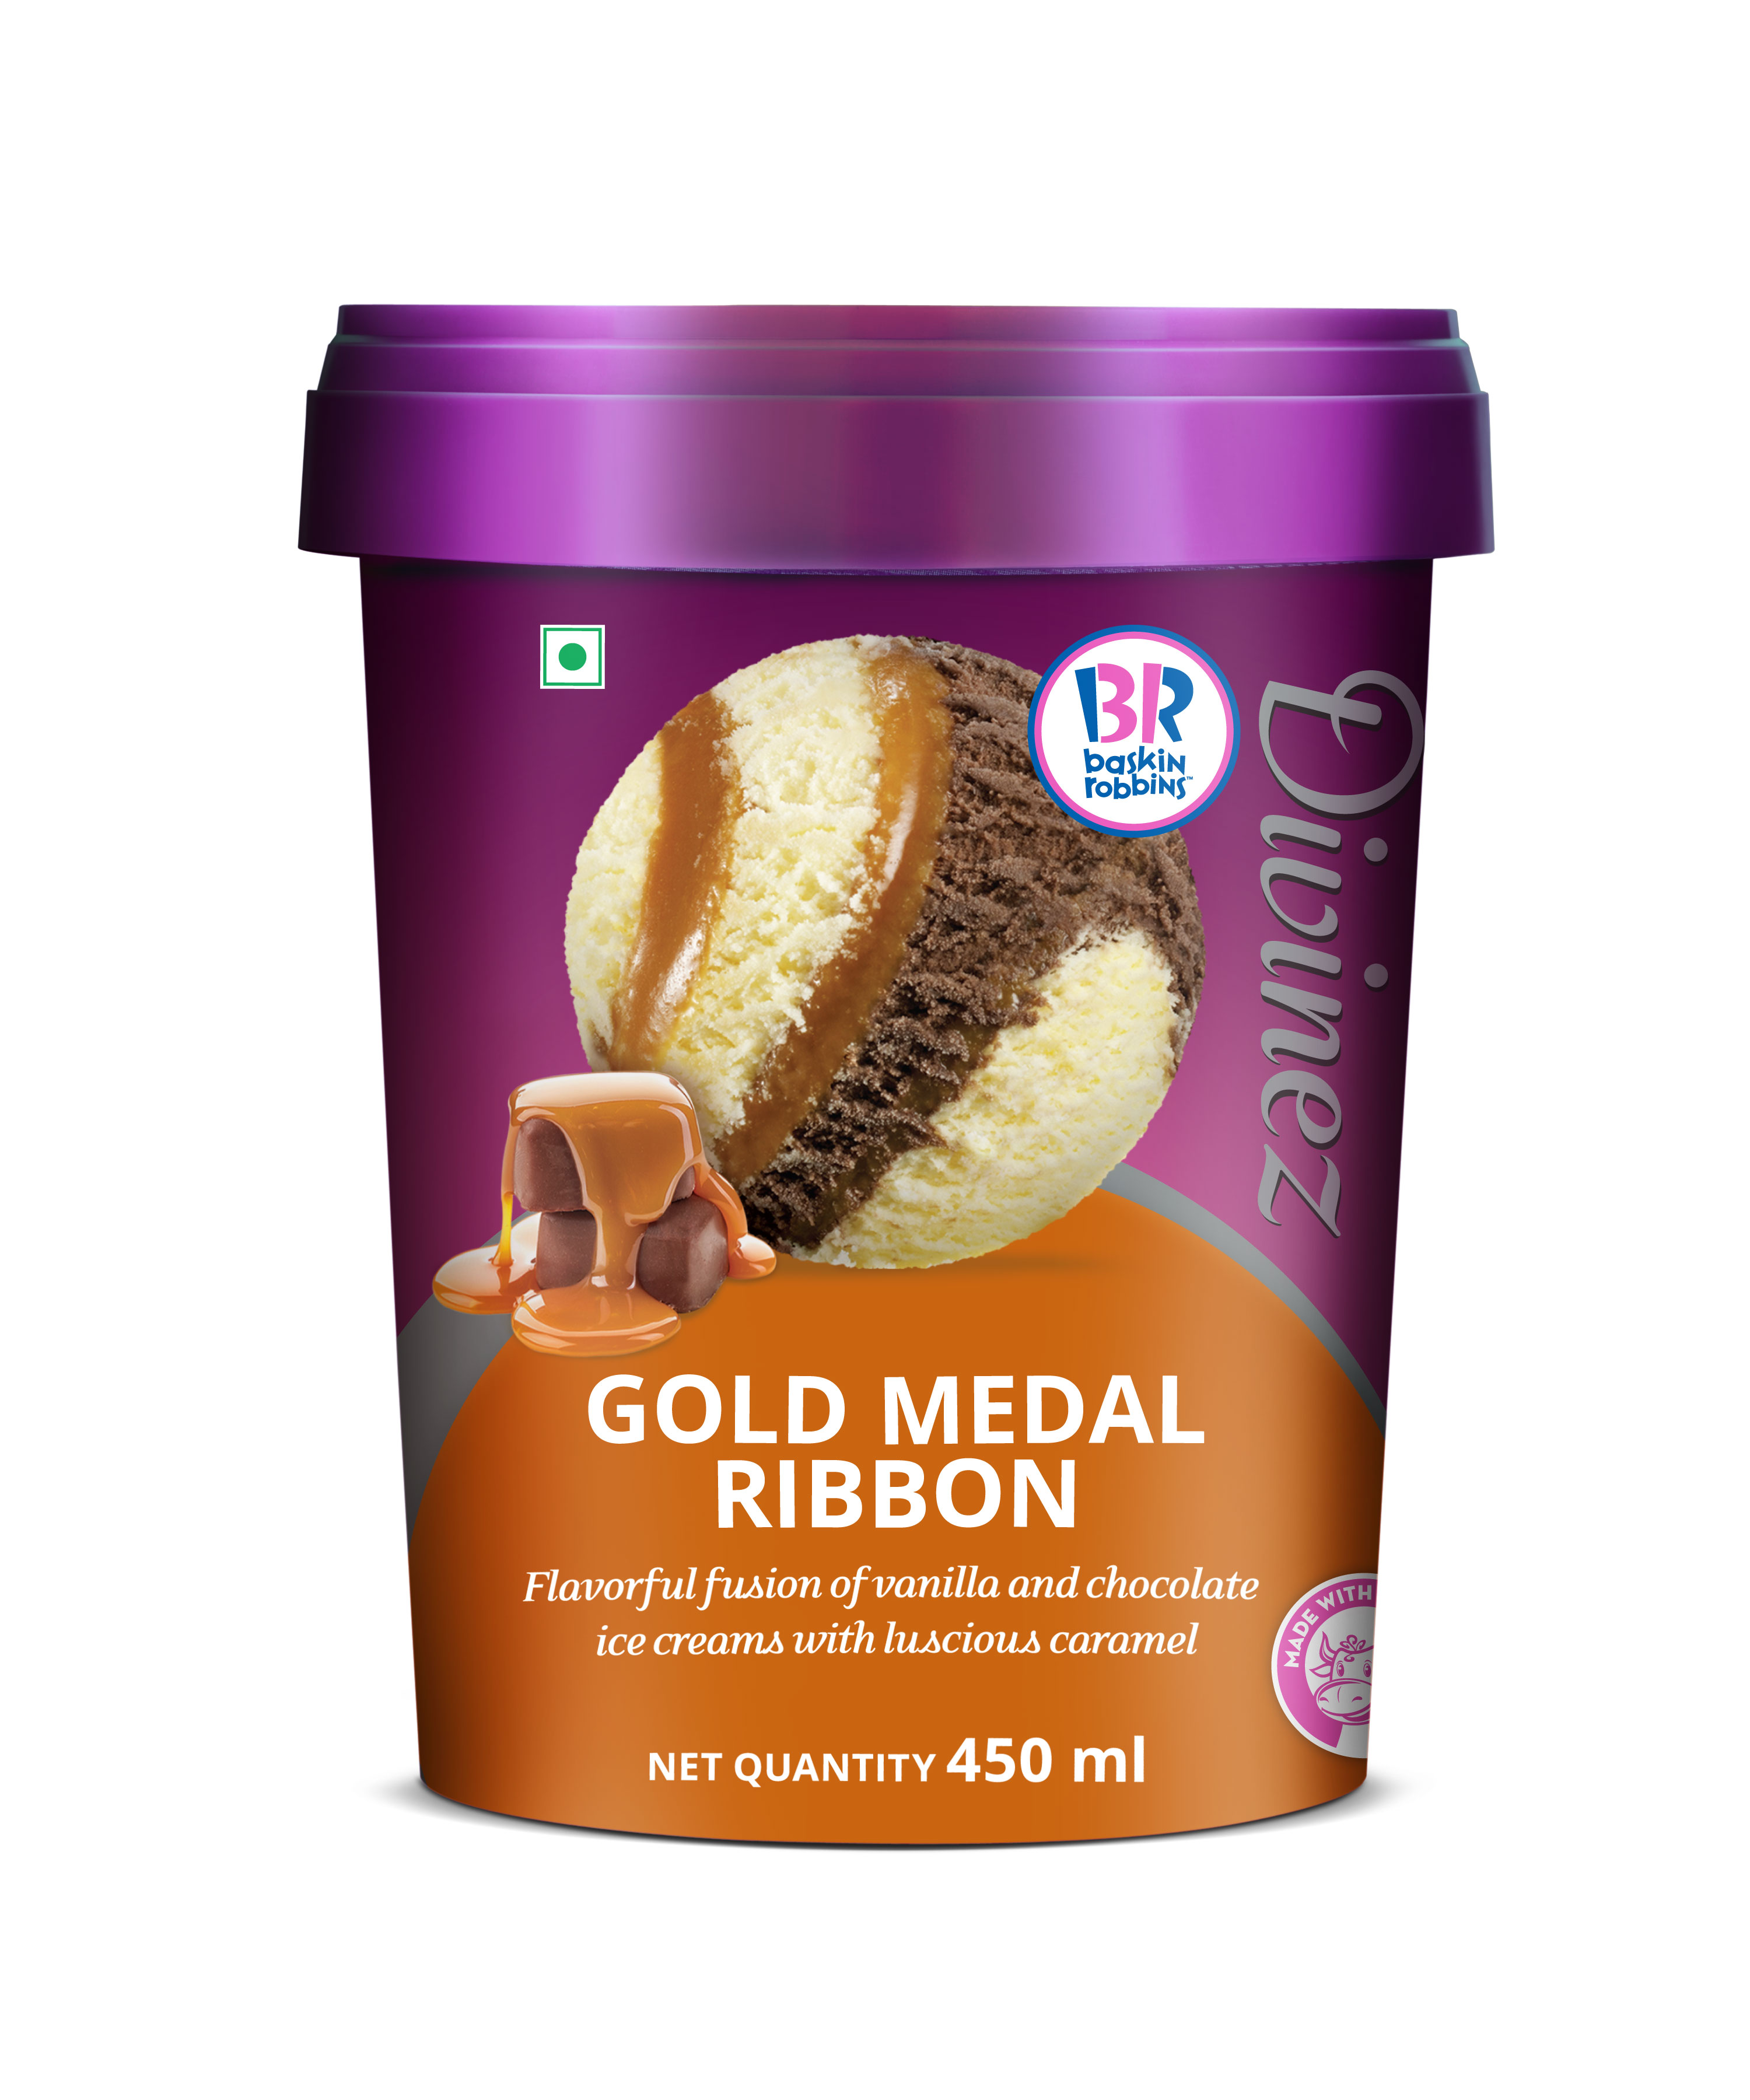 BR
baskin
robbins™
Divinez
GOLD MEDAL
RIBBON
Flavorful fusion of vanilla and chocolate
ice creams with luscious caramel
MADE WITH
NET QUANTITY 450 ml